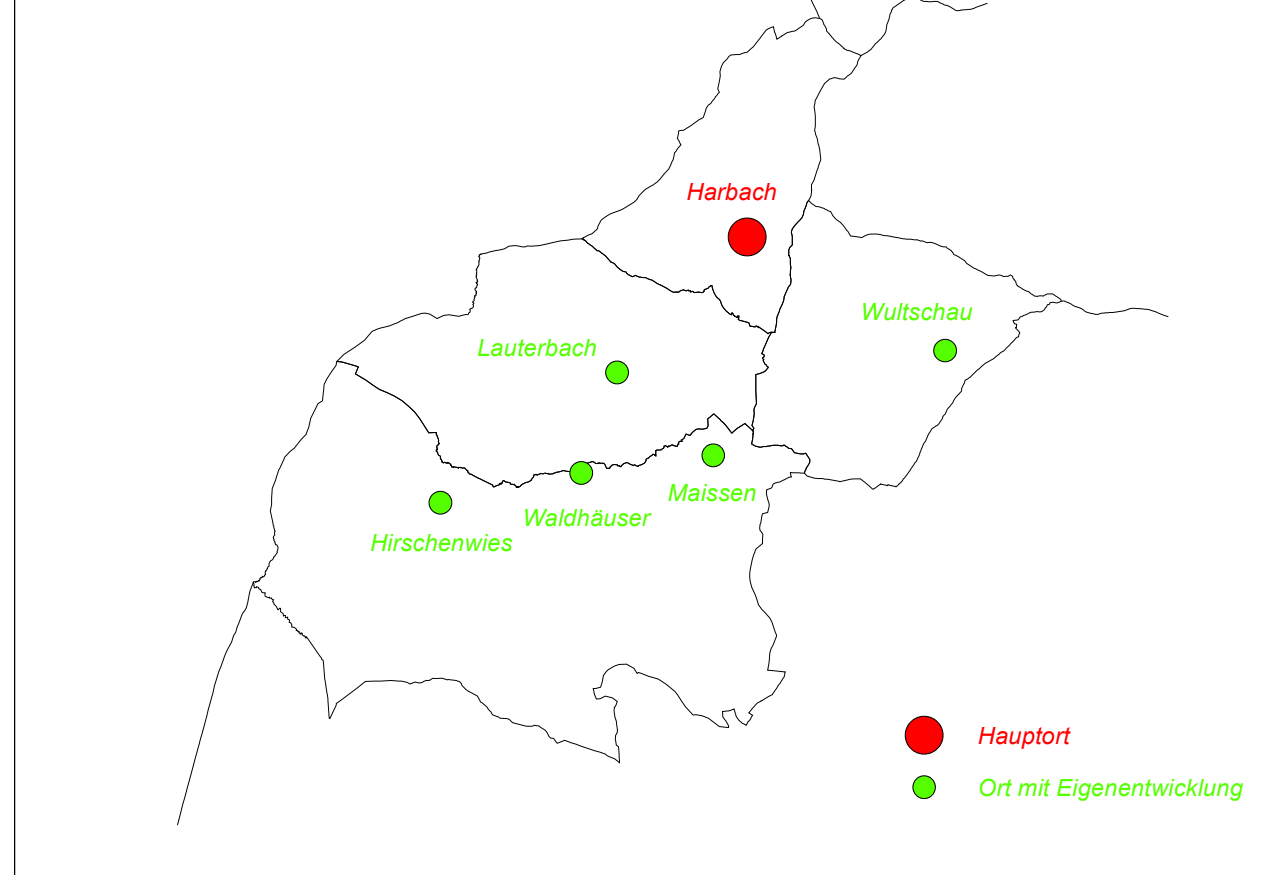 Harbach
Wultschau
Lauterbach
Maissen
Waldhäuser
Hirschenwies
Hauptort
Ort mit Eigenentwicklung